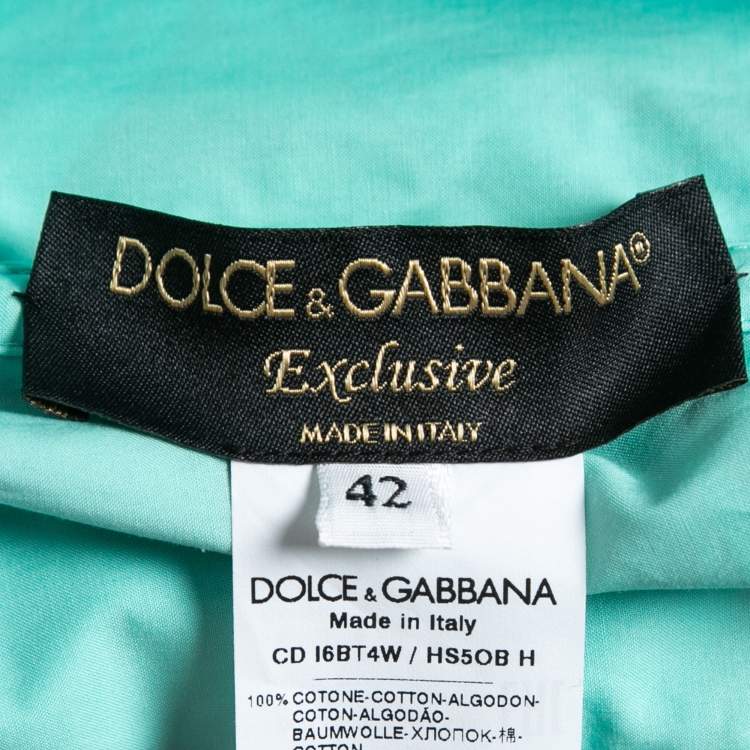 DOLCE & GABBANA®
Exclusive
MADE IN ITALY
42
DOLCE & GABBANA
Made in Italy
CD I6BT4W / HS5OB H
100% COTONE-COTTON-ALGODON-
COTON-ALGODÃO-
BAUMWOLLE-ХЛОПОК-棉-
COTTON